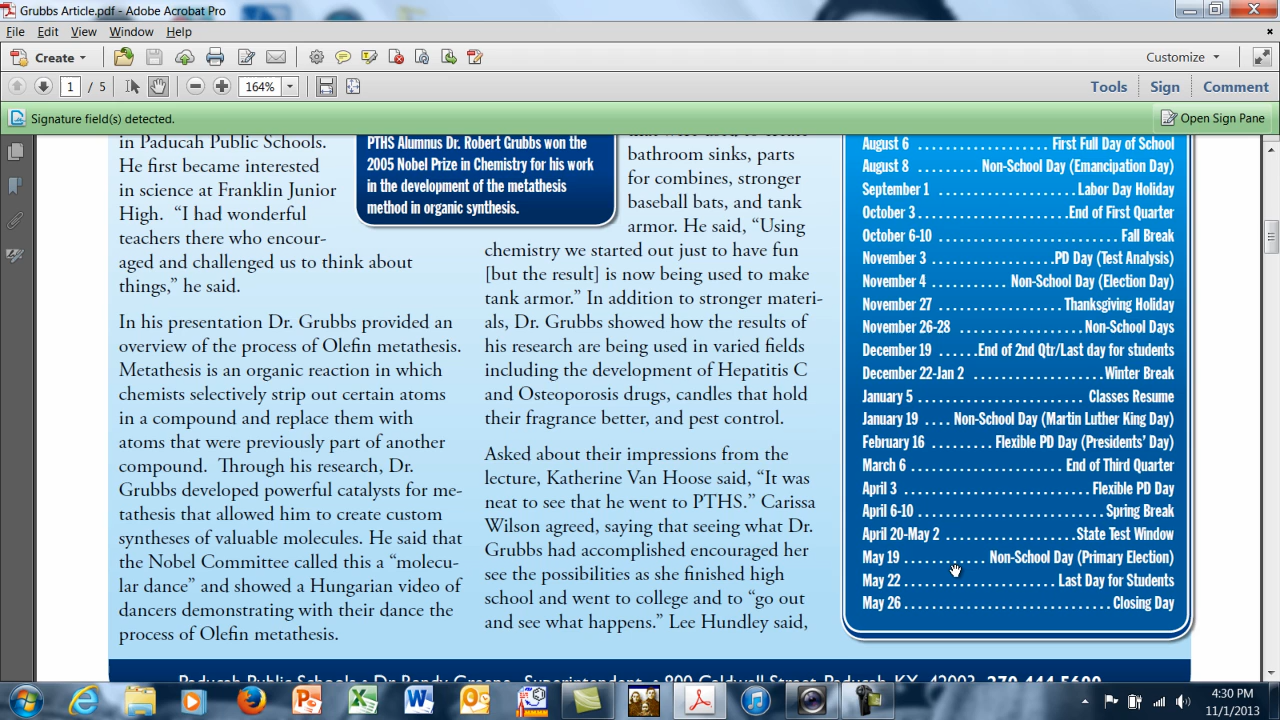 Grubbs Article.pdf - Adobe Acrobat Pro
File Edit View Window Help
Create Customize
1 / 5 164% Tools Sign Comment
Signature field(s) detected. Open Sign Pane
in Paducah Public Schools.
He first became interested
in science at Franklin Junior
High. “I had wonderful
teachers there who encour-
aged and challenged us to think about
things,” he said.
In his presentation Dr. Grubbs provided an
overview of the process of Olefin metathesis.
Metathesis is an organic reaction in which
chemists selectively strip out certain atoms
in a compound and replace them with
atoms that were previously part of another
compound. Through his research, Dr.
Grubbs developed powerful catalysts for me-
tathesis that allowed him to create custom
syntheses of valuable molecules. He said that
the Nobel Committee called this a “molecu-
lar dance” and showed a Hungarian video of
dancers demonstrating with their dance the
process of Olefin metathesis.
PTHS Alumnus Dr. Robert Grubbs won the
2005 Nobel Prize in Chemistry for his work
in the development of the metathesis
method in organic synthesis.
that were used to create
bathroom sinks, parts
for combines, stronger
baseball bats, and tank
armor. He said, “Using
chemistry we started out just to have fun
[but the result] is now being used to make
tank armor.” In addition to stronger materi-
als, Dr. Grubbs showed how the results of
his research are being used in varied fields
including the development of Hepatitis C
and Osteoporosis drugs, candles that hold
their fragrance better, and pest control.
Asked about their impressions from the
lecture, Katherine Van Hoose said, “It was
neat to see that he went to PTHS.” Carissa
Wilson agreed, saying that seeing what Dr.
Grubbs had accomplished encouraged her
see the possibilities as she finished high
school and went to college and to “go out
and see what happens.” Lee Hundley said,
August 6 .................. First Full Day of School
August 8 ......... Non-School Day (Emancipation Day)
September 1 ...................... Labor Day Holiday
October 3 ...................... End of First Quarter
October 6-10 ............................ Fall Break
November 3 .................. PD Day (Test Analysis)
November 4 ........... Non-School Day (Election Day)
November 27 .................... Thanksgiving Holiday
November 26-28 .................. Non-School Days
December 19 ......End of 2nd Qtr/Last day for students
December 22-Jan 2 ................... Winter Break
January 5 .......................... Classes Resume
January 19 .... Non-School Day (Martin Luther King Day)
February 16 ......... Flexible PD Day (Presidents’ Day)
March 6 ....................... End of Third Quarter
April 3 ........................... Flexible PD Day
April 6-10 ........................... Spring Break
April 20-May 2 .................. State Test Window
May 19 ............ Non-School Day (Primary Election)
May 22 ...................... Last Day for Students
May 26 .............................. Closing Day
Paducah Public Schools • Dr. Randy Greene, Superintendent • 800 Caldwell Street, Paducah, KY 42003 270-444-5600
4:30 PM
11/1/2013